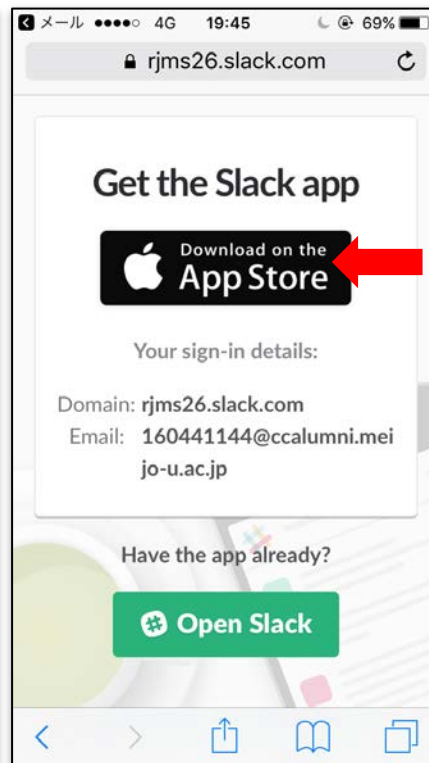 メール 4G 19:45 69%
rjms26.slack.com
Get the Slack app
Download on the
App Store
Your sign-in details:
Domain: rjms26.slack.com
Email: 160441144@ccalumni.mei
jo-u.ac.jp
Have the app already?
Open Slack